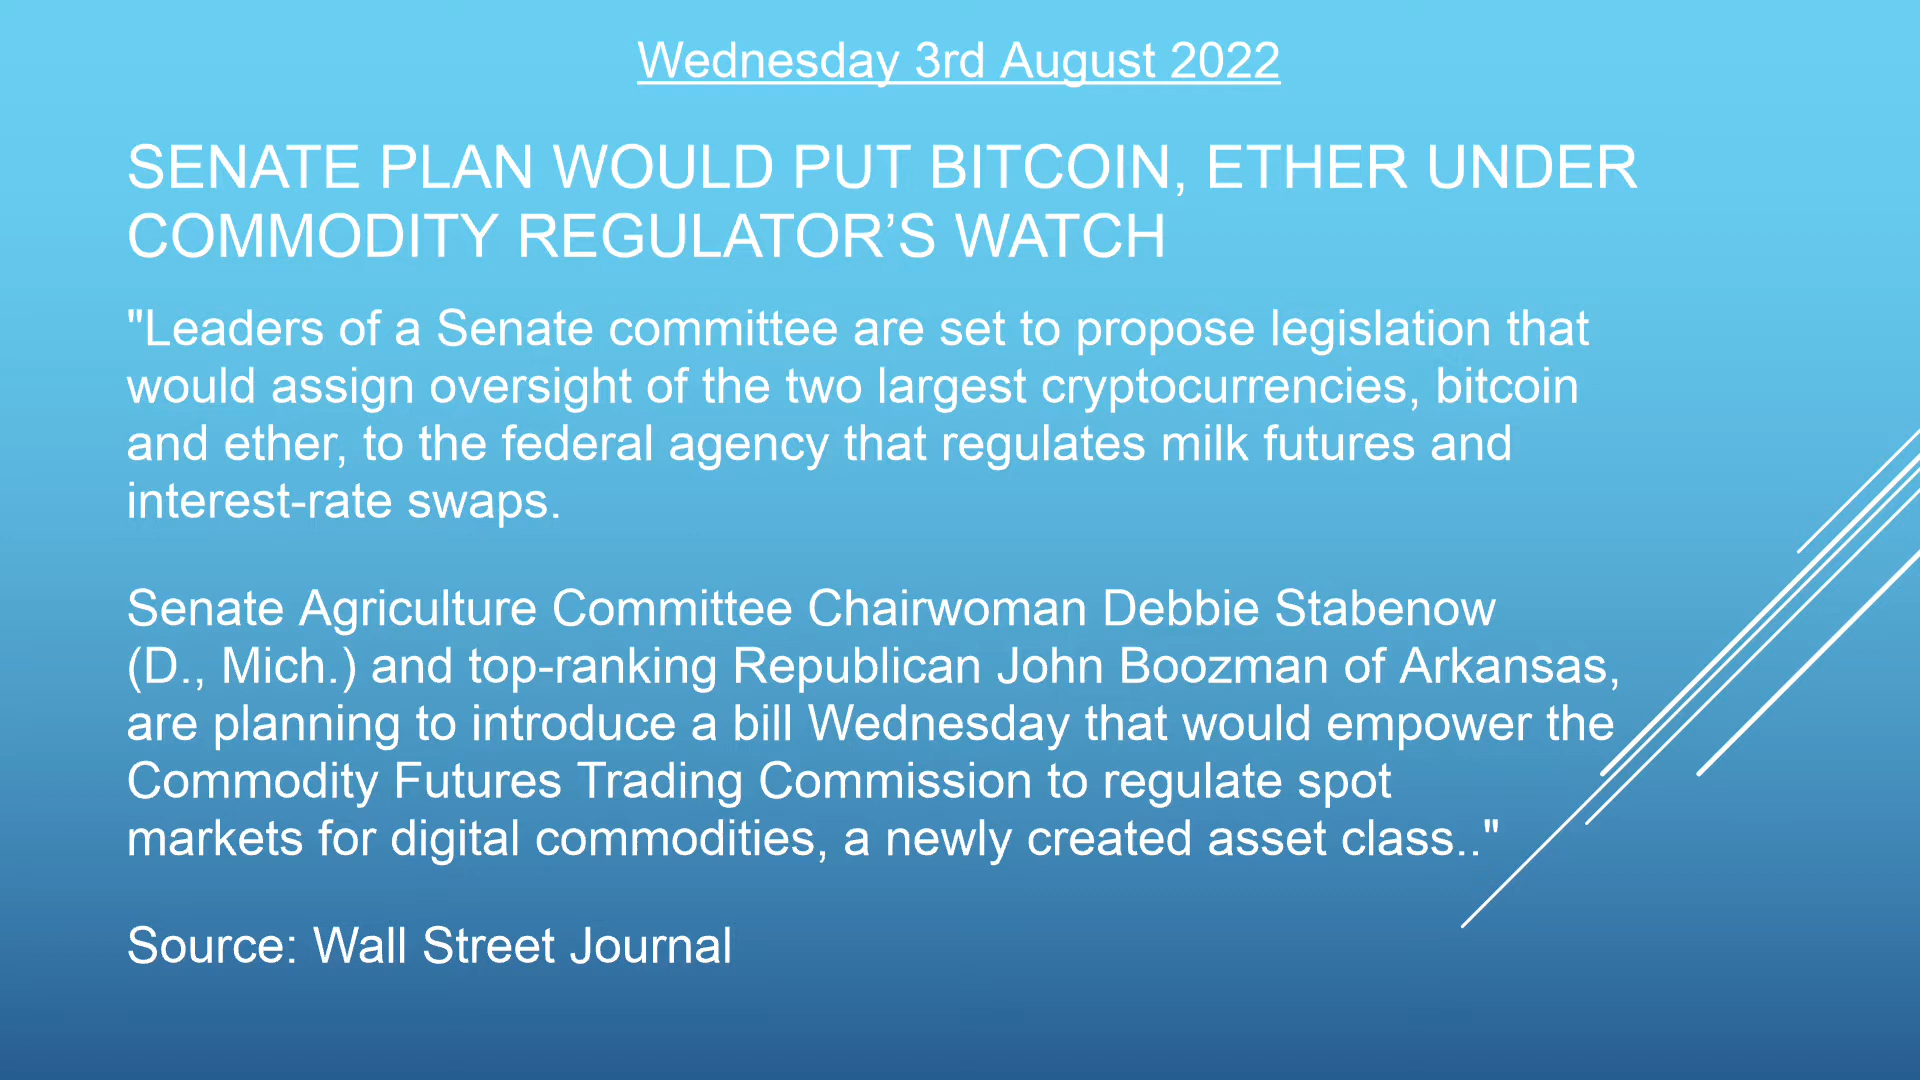 Wednesday 3rd August 2022
SENATE PLAN WOULD PUT BITCOIN, ETHER UNDER
COMMODITY REGULATOR’S WATCH
"Leaders of a Senate committee are set to propose legislation that
would assign oversight of the two largest cryptocurrencies, bitcoin
and ether, to the federal agency that regulates milk futures and
interest-rate swaps.
Senate Agriculture Committee Chairwoman Debbie Stabenow
(D., Mich.) and top-ranking Republican John Boozman of Arkansas,
are planning to introduce a bill Wednesday that would empower the
Commodity Futures Trading Commission to regulate spot
markets for digital commodities, a newly created asset class.."
Source: Wall Street Journal